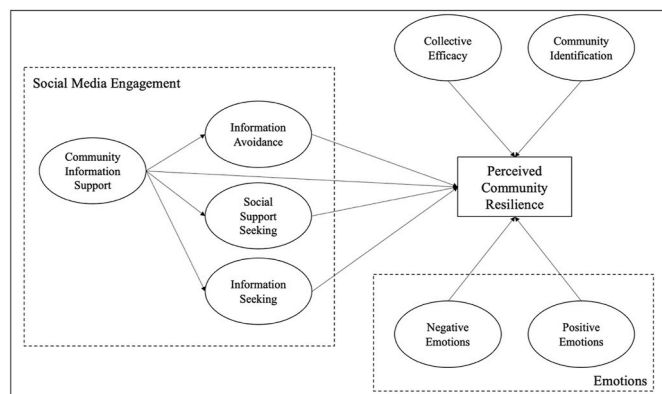 Social Media Engagement
Community
Information
Support
Information
Avoidance
Social
Support
Seeking
Information
Seeking
Collective
Efficacy
Community
Identification
Perceived
Community
Resilience
Negative
Emotions
Positive
Emotions
Emotions